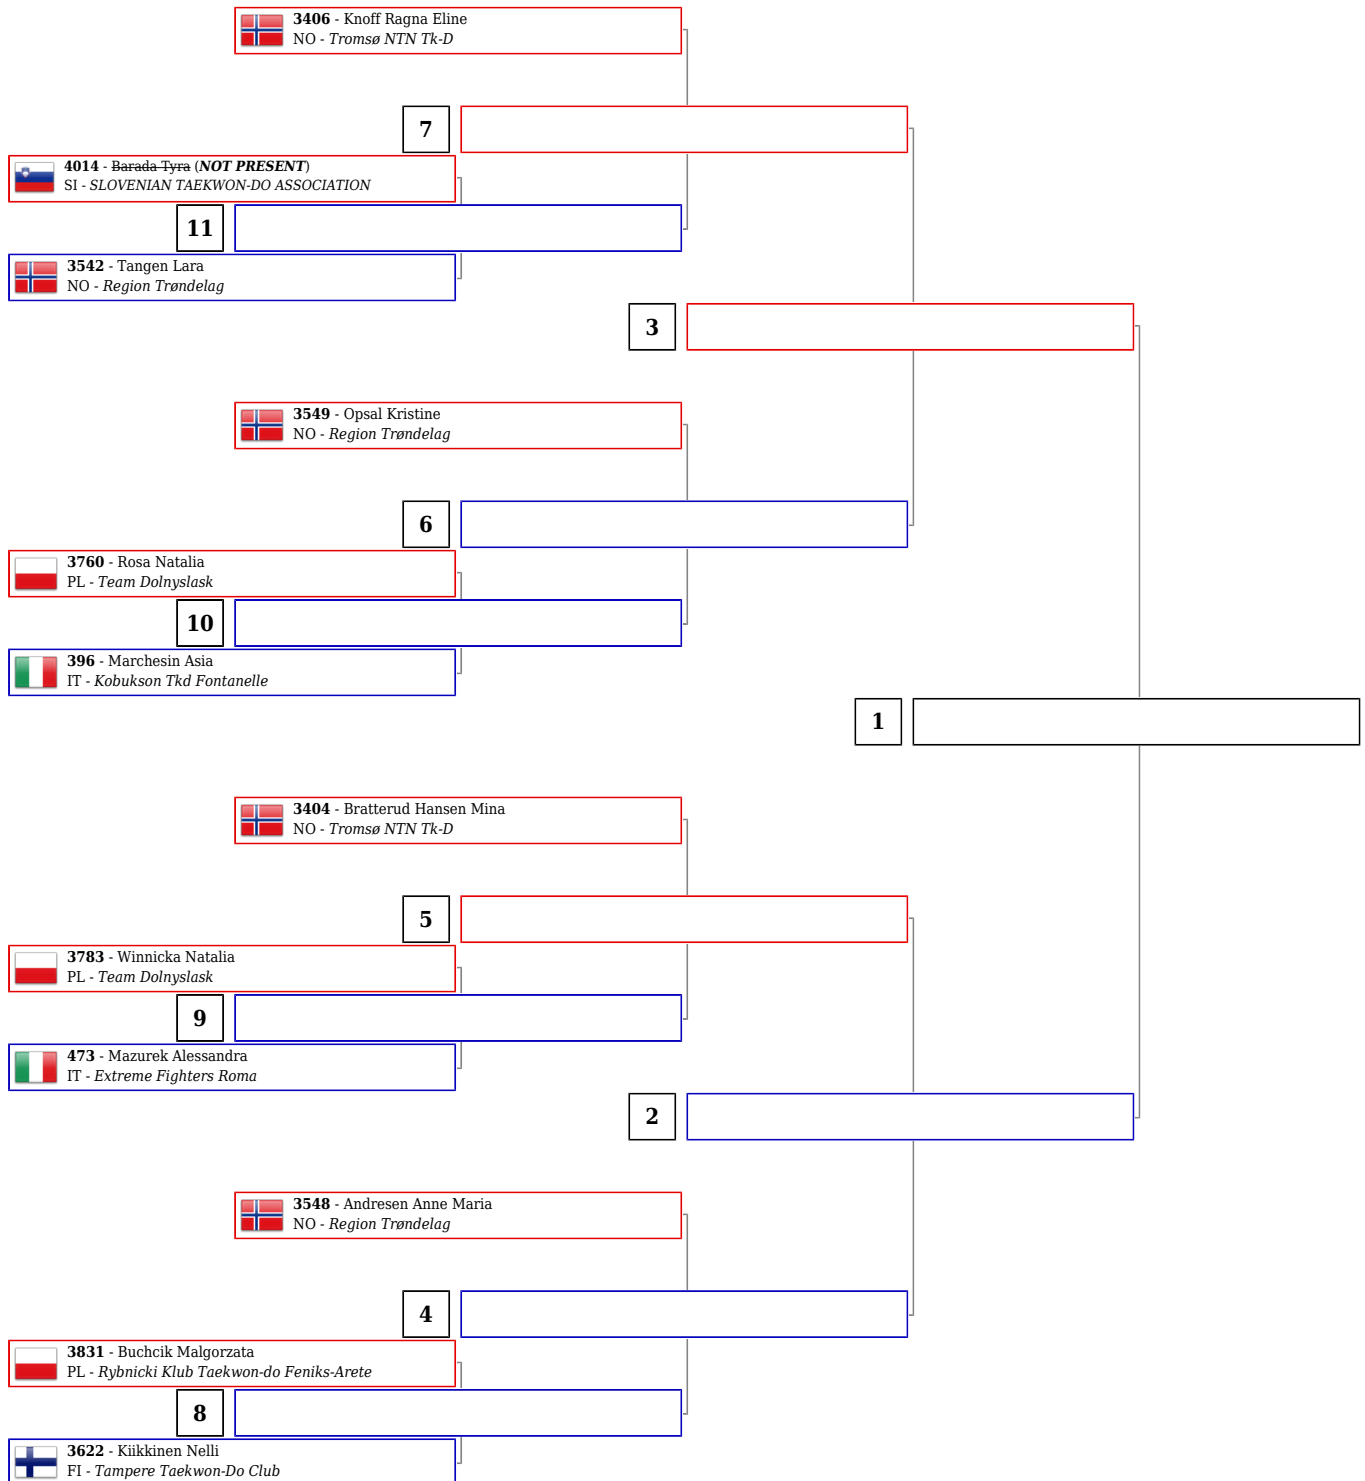 3406 - Knoff Ragna Eline
NO - Tromsø NTN Tk-D
7
4014 - Barada Tyra (NOT PRESENT)
SI - SLOVENIAN TAEKWON-DO ASSOCIATION
11
3542 - Tangen Lara
NO - Region Trøndelag
3
3549 - Opsal Kristine
NO - Region Trøndelag
6
3760 - Rosa Natalia
PL - Team Dolnyslask
10
396 - Marchesin Asia
IT - Kobukson Tkd Fontanelle
1
3404 - Bratterud Hansen Mina
NO - Tromsø NTN Tk-D
5
3783 - Winnicka Natalia
PL - Team Dolnyslask
9
473 - Mazurek Alessandra
IT - Extreme Fighters Roma
2
3548 - Andresen Anne Maria
NO - Region Trøndelag
4
3831 - Buchcik Malgorzata
PL - Rybnicki Klub Taekwon-do Feniks-Arete
8
3622 - Kiikkinen Nelli
FI - Tampere Taekwon-Do Club